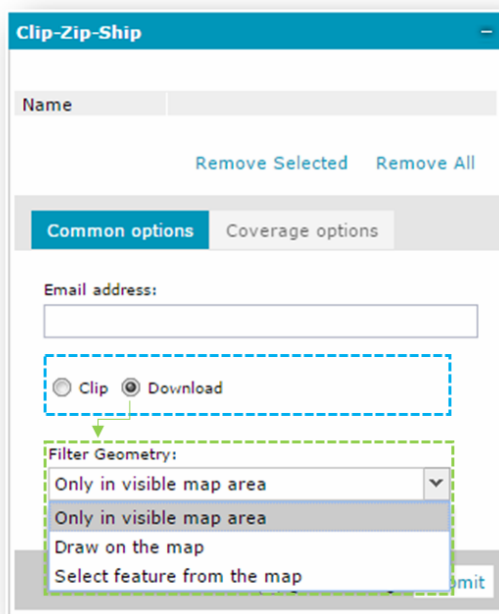 Clip-Zip-Ship
Name
Remove Selected Remove All
Common options Coverage options
Email address:
Clip Download
Filter Geometry:
Only in visible map area
Only in visible map area
Draw on the map
Select feature from the map